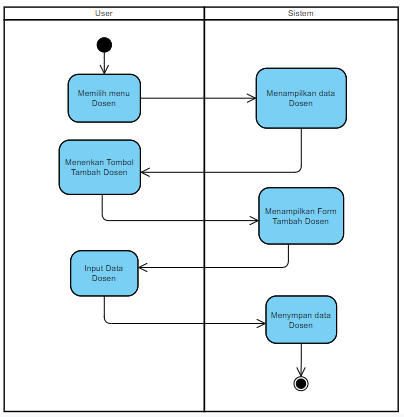 User
Sistem
Memilih menu
Dosen
Menampilkan data
Dosen
Menenkan Tombol
Tambah Dosen
Menampilkan Form
Tambah Dosen
Input Data
Dosen
Menympan data
Dosen